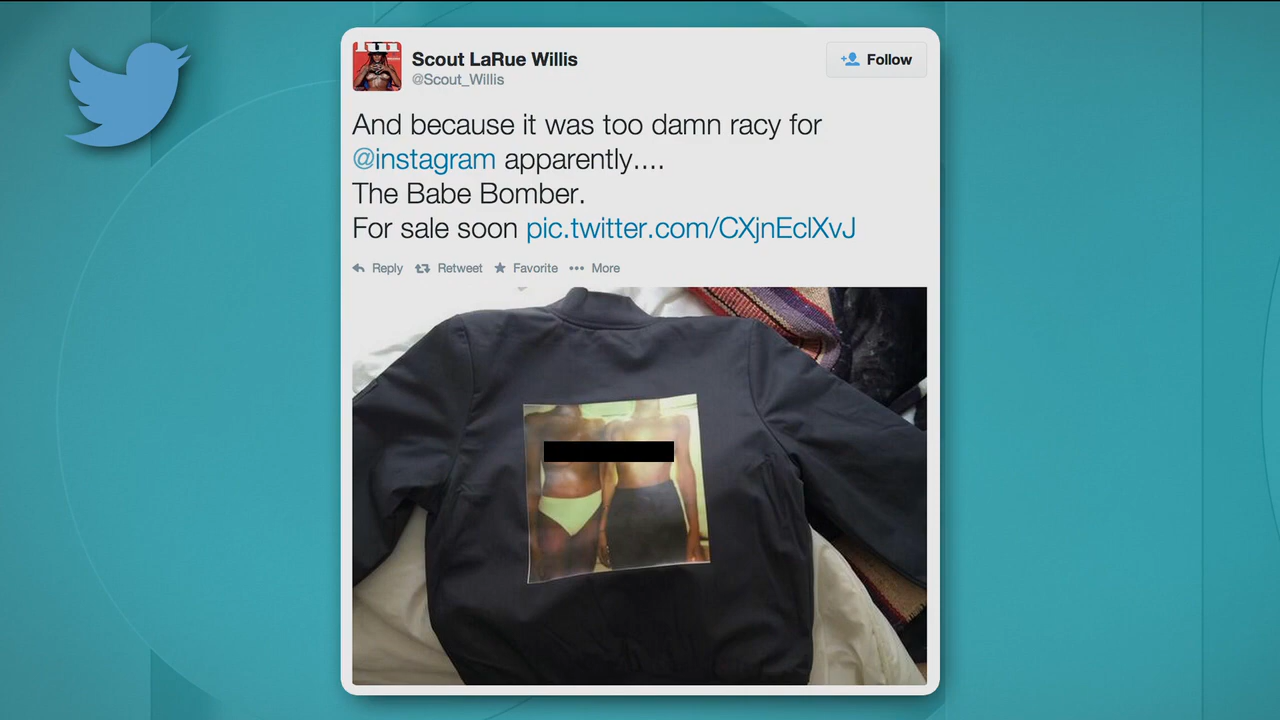 Scout LaRue Willis
@Scout_Willis
Follow
And because it was too damn racy for
@instagram apparently....
The Babe Bomber.
For sale soon pic.twitter.com/CXjnEclXvJ
Reply Retweet Favorite More